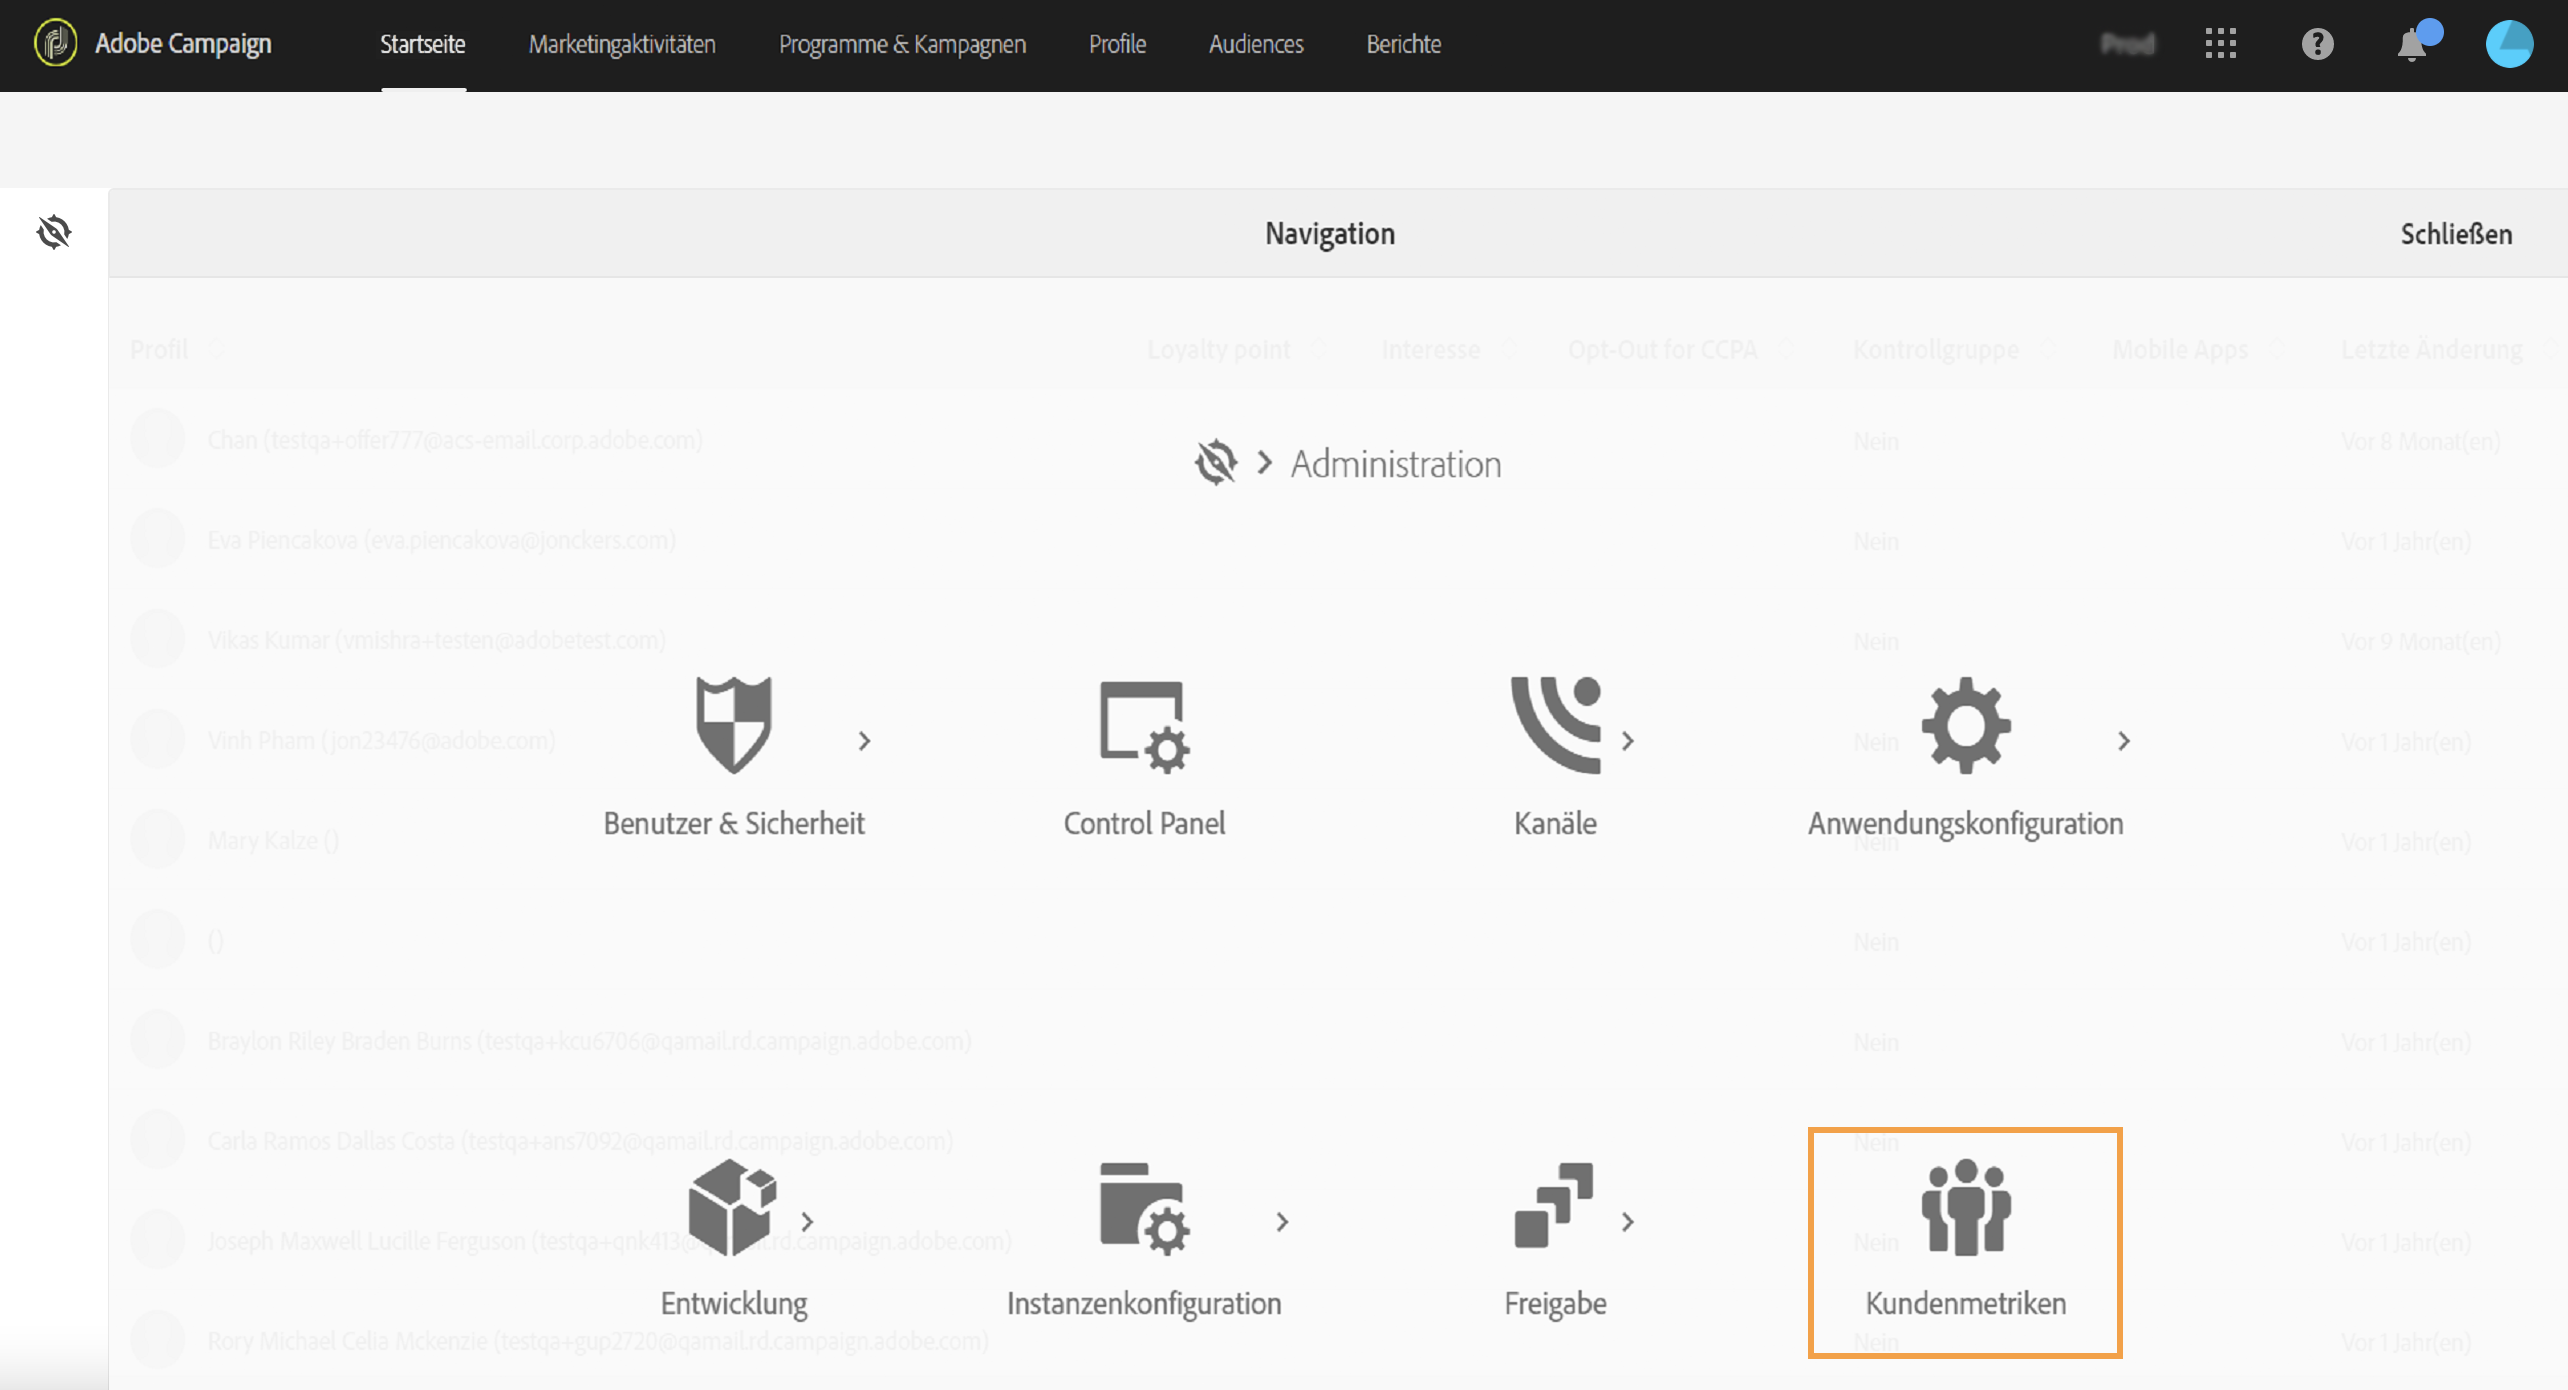 Adobe Campaign Startseite Marketingaktivitäten Programme & Kampagnen Profile Audiences Berichte Prod
Navigation Schließen
Profil Loyalty point Interesse Opt-Out for CCPA Kontrollgruppe Mobile Apps Letzte Änderung
Chan (testqa+offer777@acs-email.corp.adobe.com) Nein Vor 8 Monat(en)
Administration
Eva Piencakova (eva.piencakova@jonckers.com) Nein Vor 1 Jahr(en)
Vikas Kumar (vmishra+testen@adobetest.com) Nein Vor 9 Monat(en)
Vinh Pham (jon23476@adobe.com) Nein Vor 1 Jahr(en)
Benutzer & Sicherheit Control Panel Kanäle Anwendungskonfiguration
Mary Kalze () Nein Vor 1 Jahr(en)
() Nein Vor 1 Jahr(en)
Braylon Riley Braden Burns (testqa+kcu6706@qamail.rd.campaign.adobe.com) Nein Vor 1 Jahr(en)
Carla Ramos Dallas Costa (testqa+ans7092@qamail.rd.campaign.adobe.com) Nein Vor 1 Jahr(en)
Joseph Maxwell Lucille Ferguson (testqa+qnk413@qamail.rd.campaign.adobe.com) Nein Vor 1 Jahr(en)
Entwicklung Instanzenkonfiguration Freigabe Kundenmetriken
Rory Michael Celia Mckenzie (testqa+gup2720@qamail.rd.campaign.adobe.com) Nein Vor 1 Jahr(en)